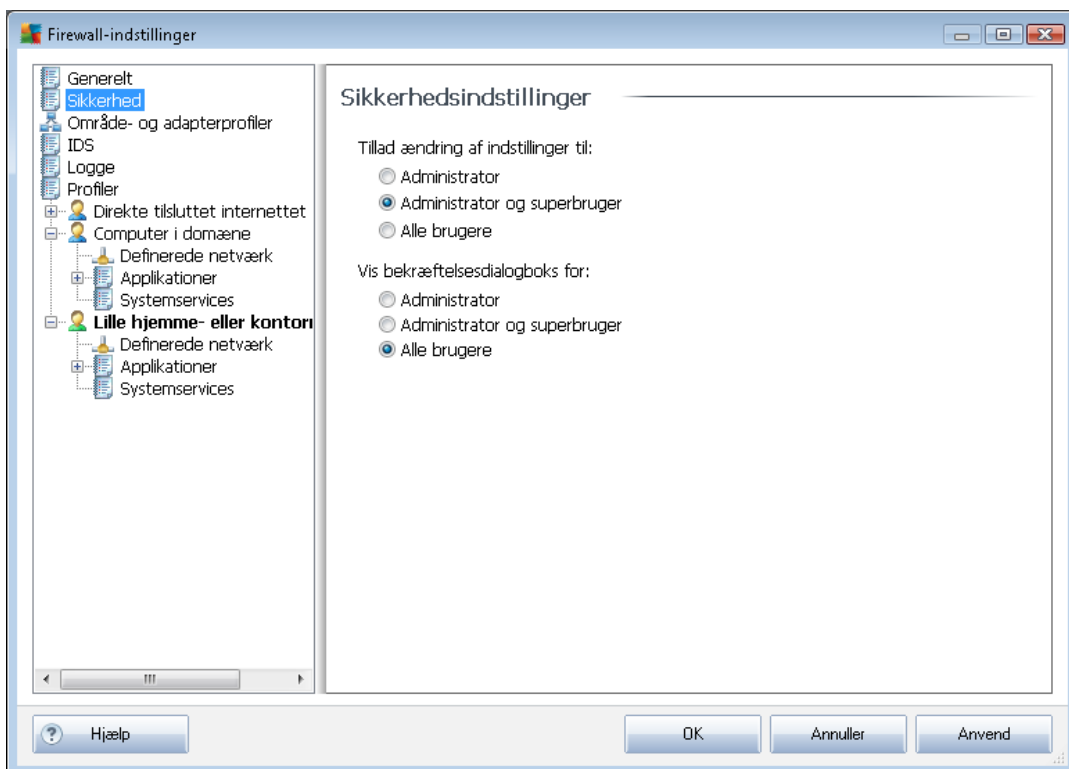 Firewall-indstillinger
Generelt
Sikkerhed
Område- og adapterprofiler
IDS
Logge
Profiler
Direkte tilsluttet internettet
Computer i domæne
Definerede netværk
Applikationer
Systemservices
Lille hjemme- eller
Definerede netværk
Applikationer
Systemservices
Sikkerhedsindstillinger
Tillad ændring af indstillinger til:
Administrator
Administrator og superbruger
Alle brugere
Vis bekræftelsesdialogboks for:
Administrator
Administrator og superbruger
Alle brugere
Hjælp
OK
Annuller
Anvend